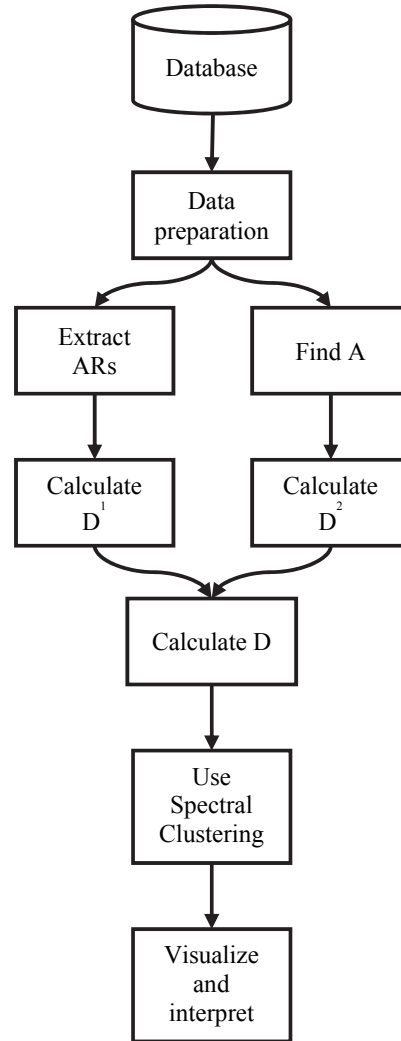 Database
Data
preparation
Extract
ARs
Find A
Calculate
D¹
Calculate
D²
Calculate D
Use
Spectral
Clustering
Visualize
and
interpret